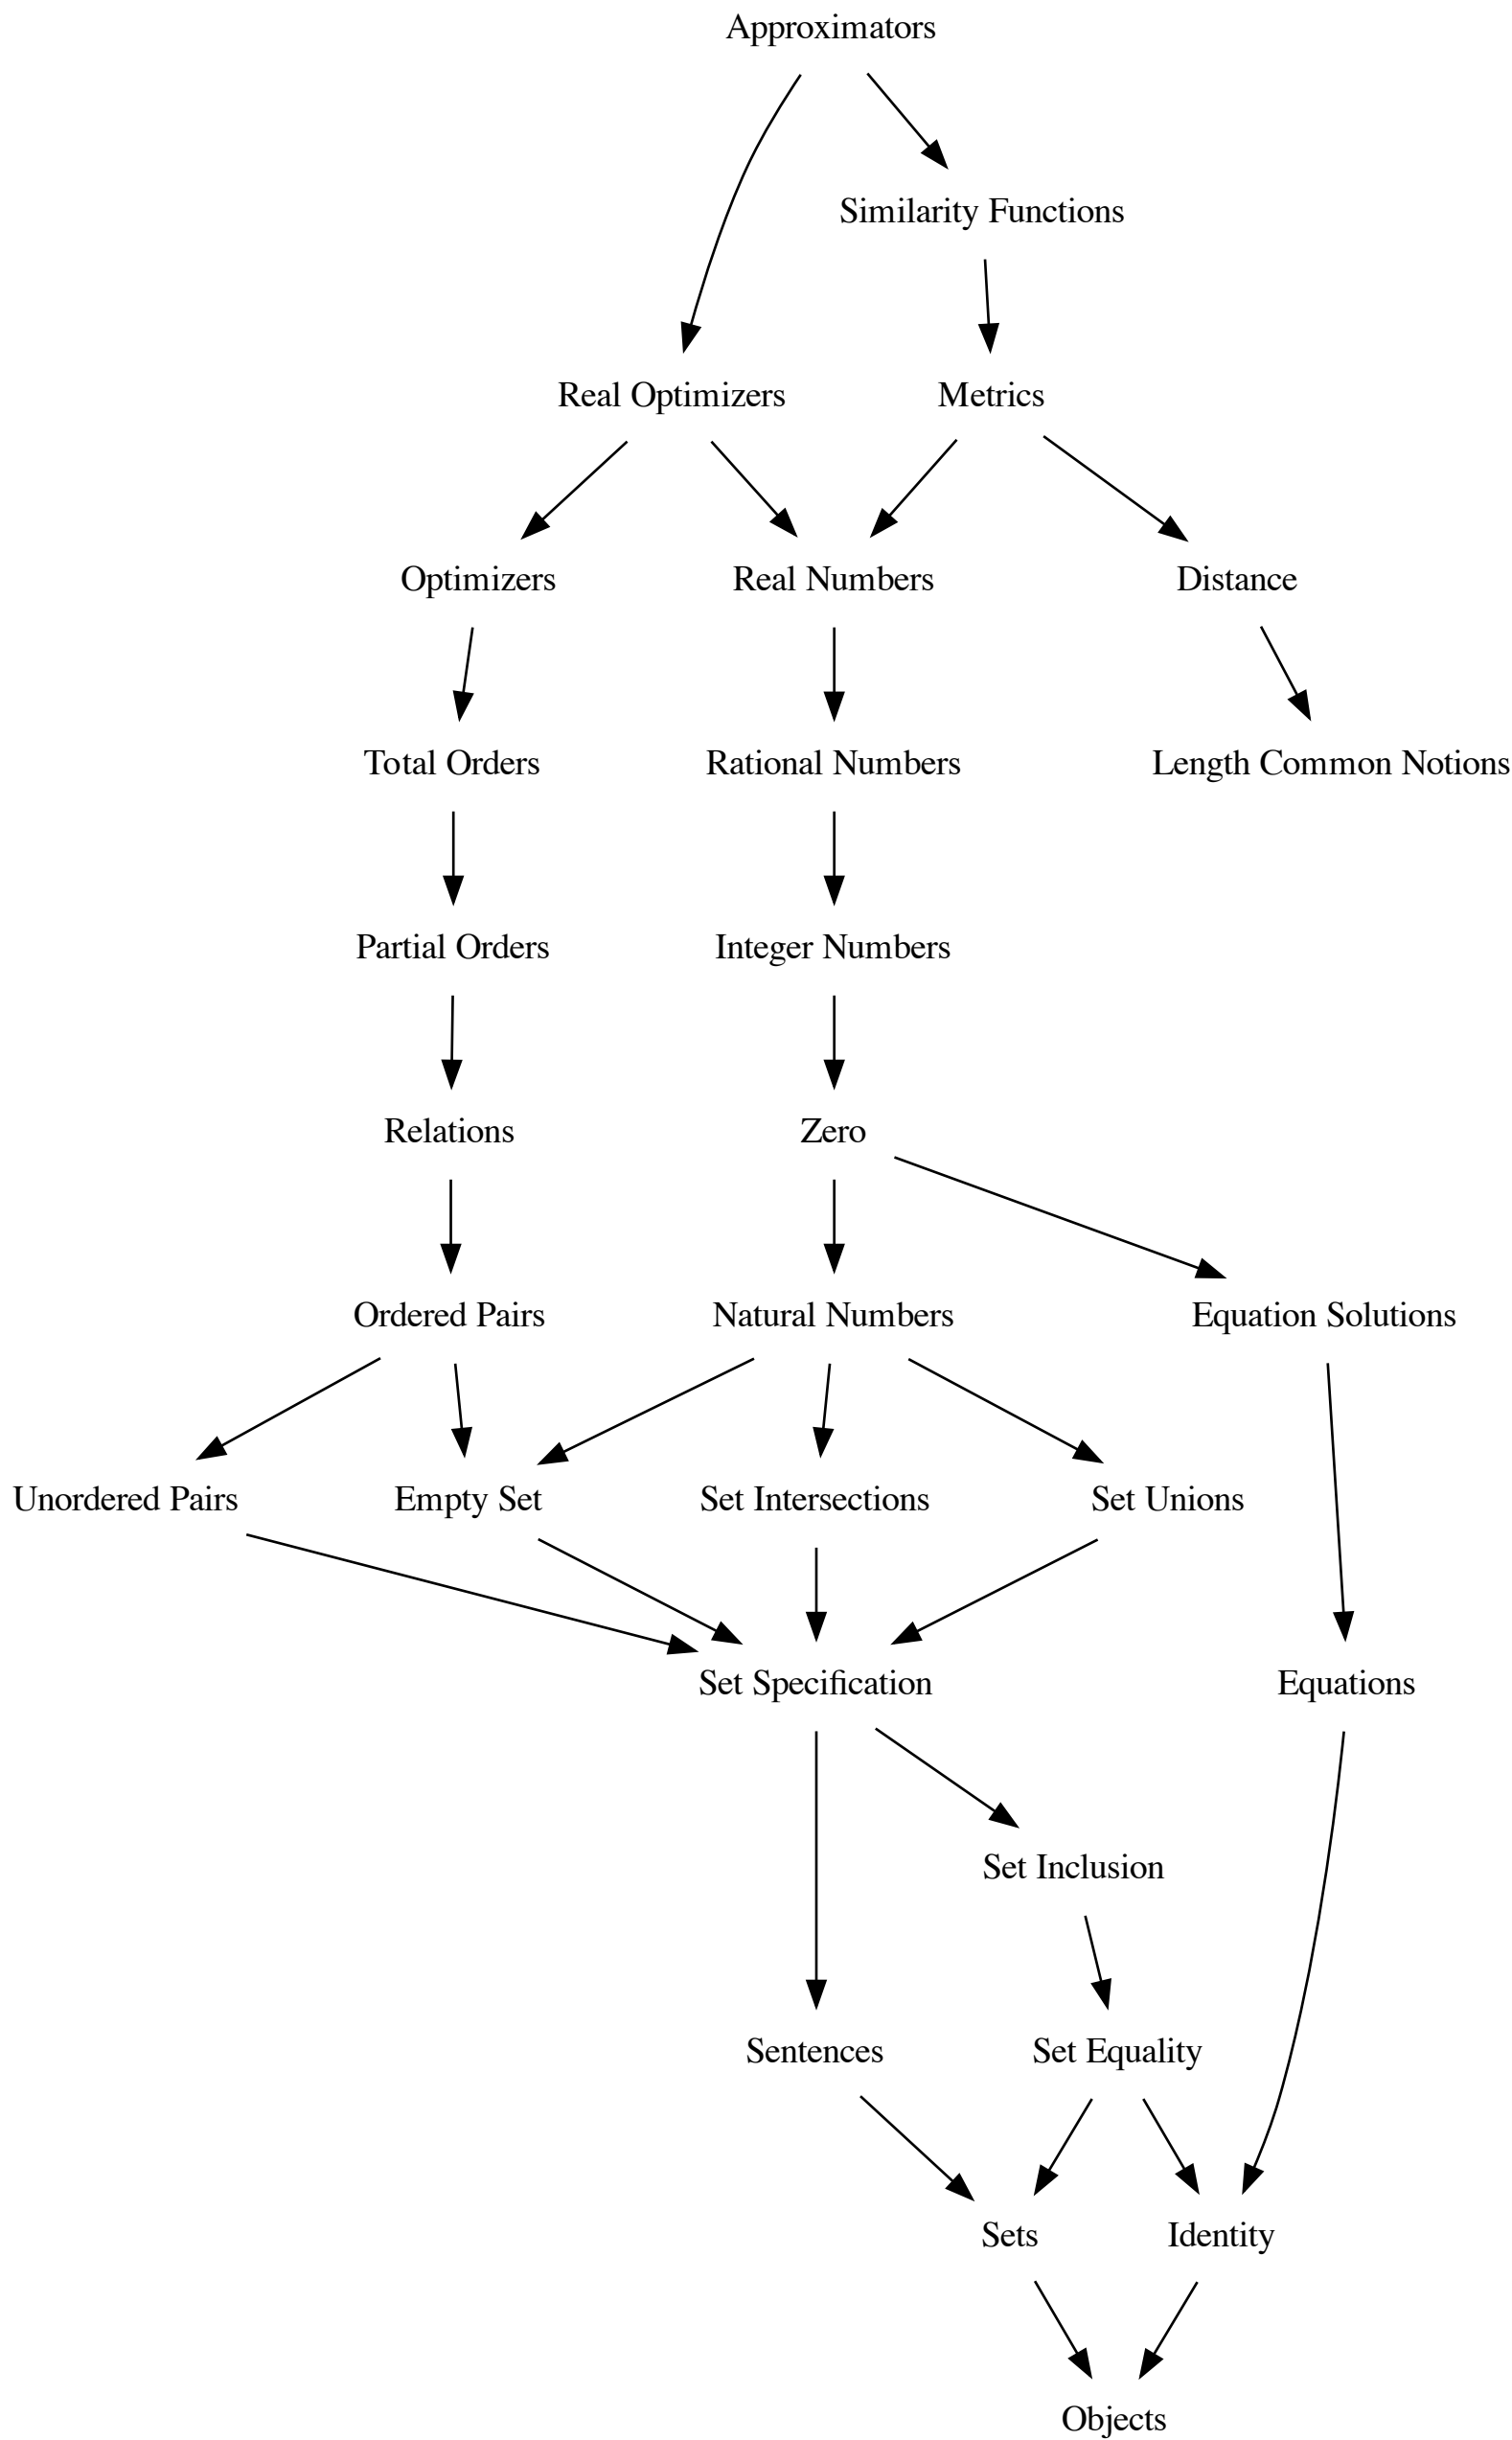 Approximators
Similarity Functions
Real Optimizers
Metrics
Optimizers
Real Numbers
Distance
Total Orders
Rational Numbers
Length Common Notions
Partial Orders
Integer Numbers
Relations
Zero
Ordered Pairs
Natural Numbers
Equation Solutions
Unordered Pairs
Empty Set
Set Intersections
Set Unions
Set Specification
Equations
Set Inclusion
Sentences
Set Equality
Sets
Identity
Objects